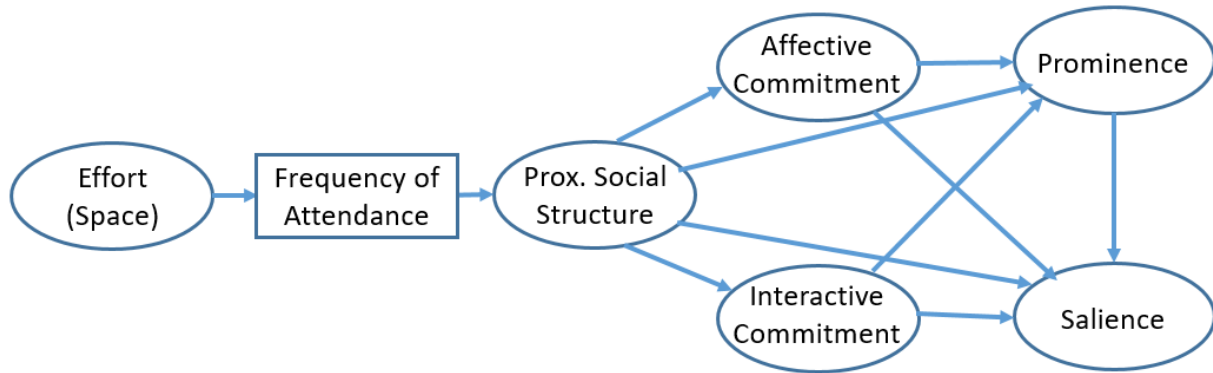 Effort
(Space)
Frequency of
Attendance
Prox. Social
Structure
Affective
Commitment
Interactive
Commitment
Prominence
Salience